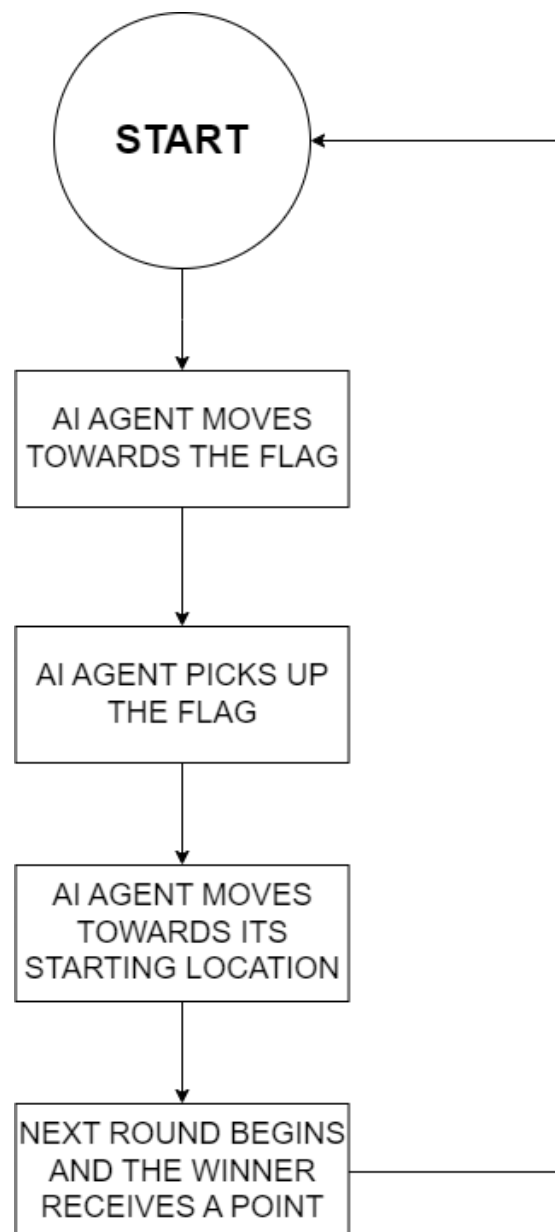 START
AI AGENT MOVES
TOWARDS THE FLAG
AI AGENT PICKS UP
THE FLAG
AI AGENT MOVES
TOWARDS ITS
STARTING LOCATION
NEXT ROUND BEGINS
AND THE WINNER
RECEIVES A POINT